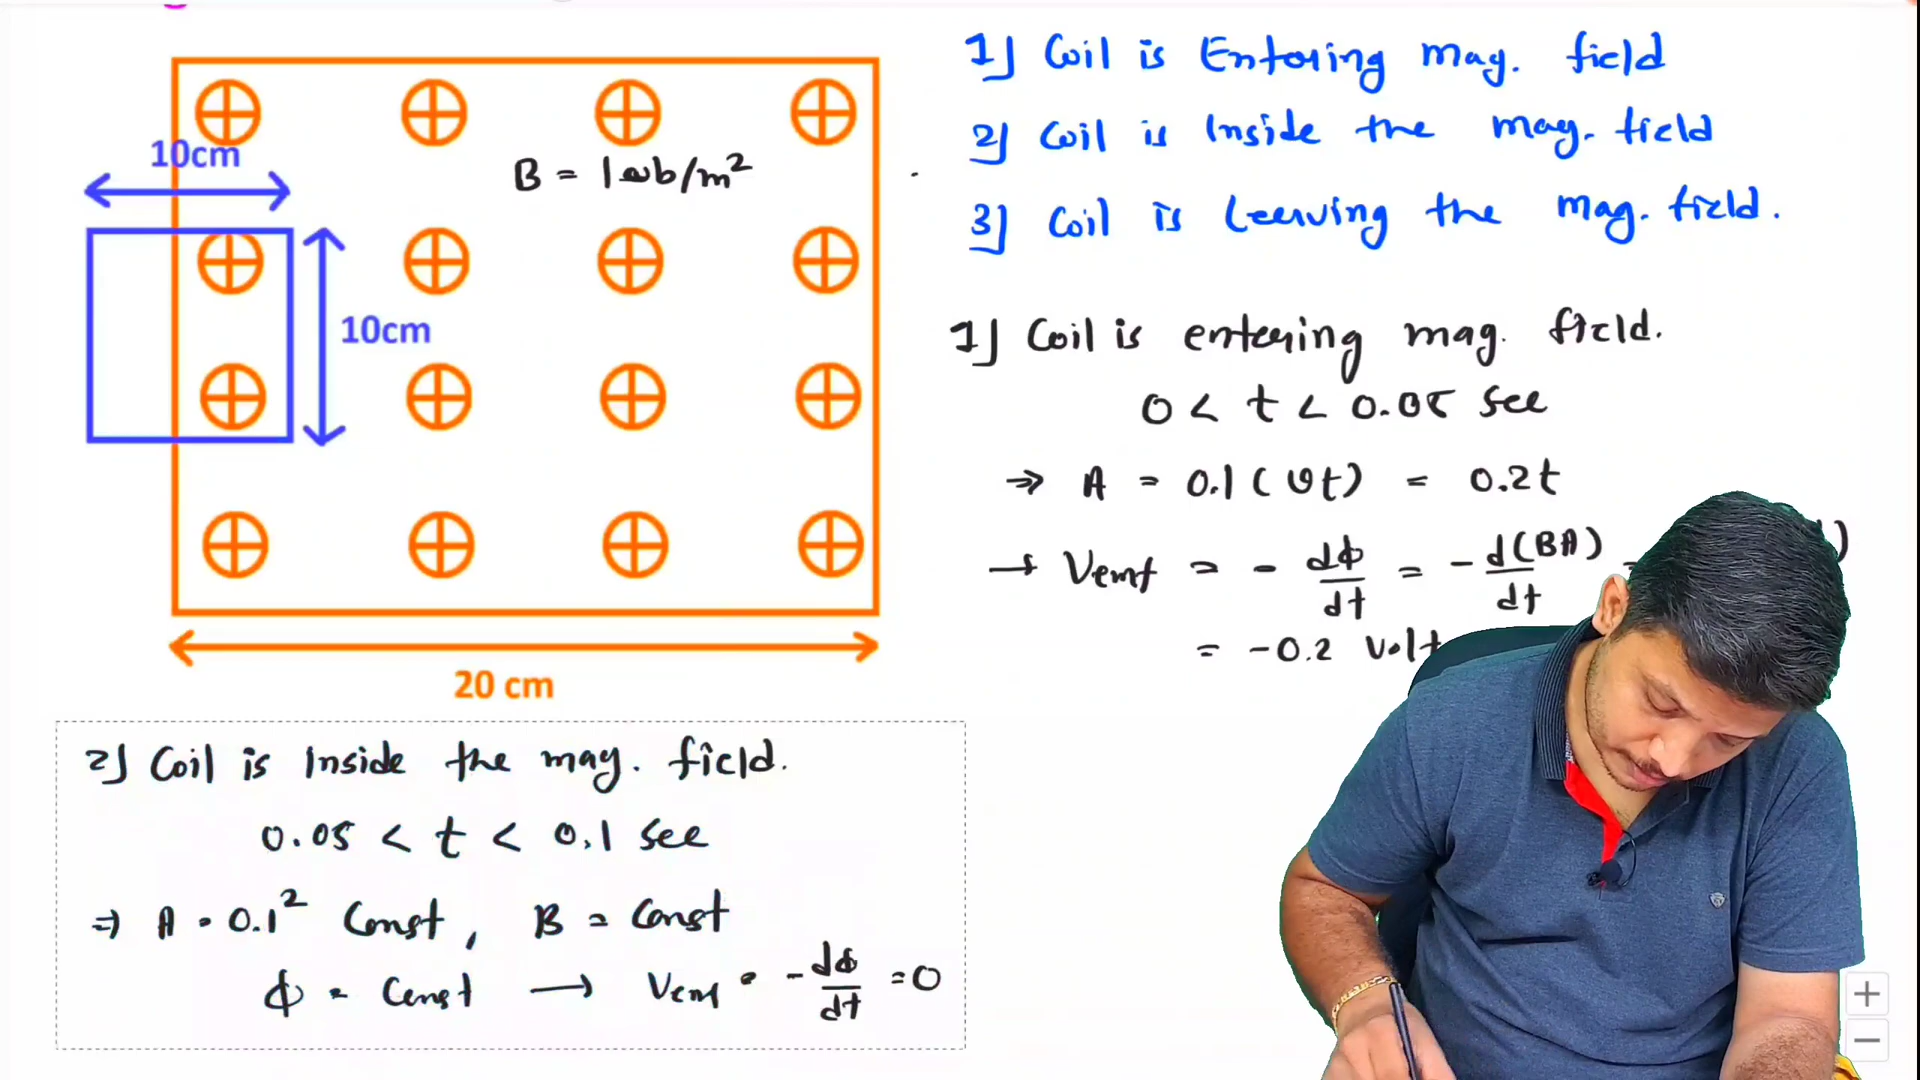 10cm
B = 1wb/m²
10cm
20 cm
1] Coil is Entering mag. field
2] Coil is Inside the mag. field
3] Coil is Leaving the mag. field.
1] Coil is entering mag. field.
0 < t < 0.05 sec
⇒ A = 0.1 (vt) = 0.2t
→ Vemf = - dϕ/dt = - d(BA)/dt
= -0.2 volt
2] Coil is Inside the mag. field.
0.05 < t < 0.1 sec
⇒ A = 0.1² Const, B = Const
ϕ = Const → Vemf = - dϕ/dt = 0